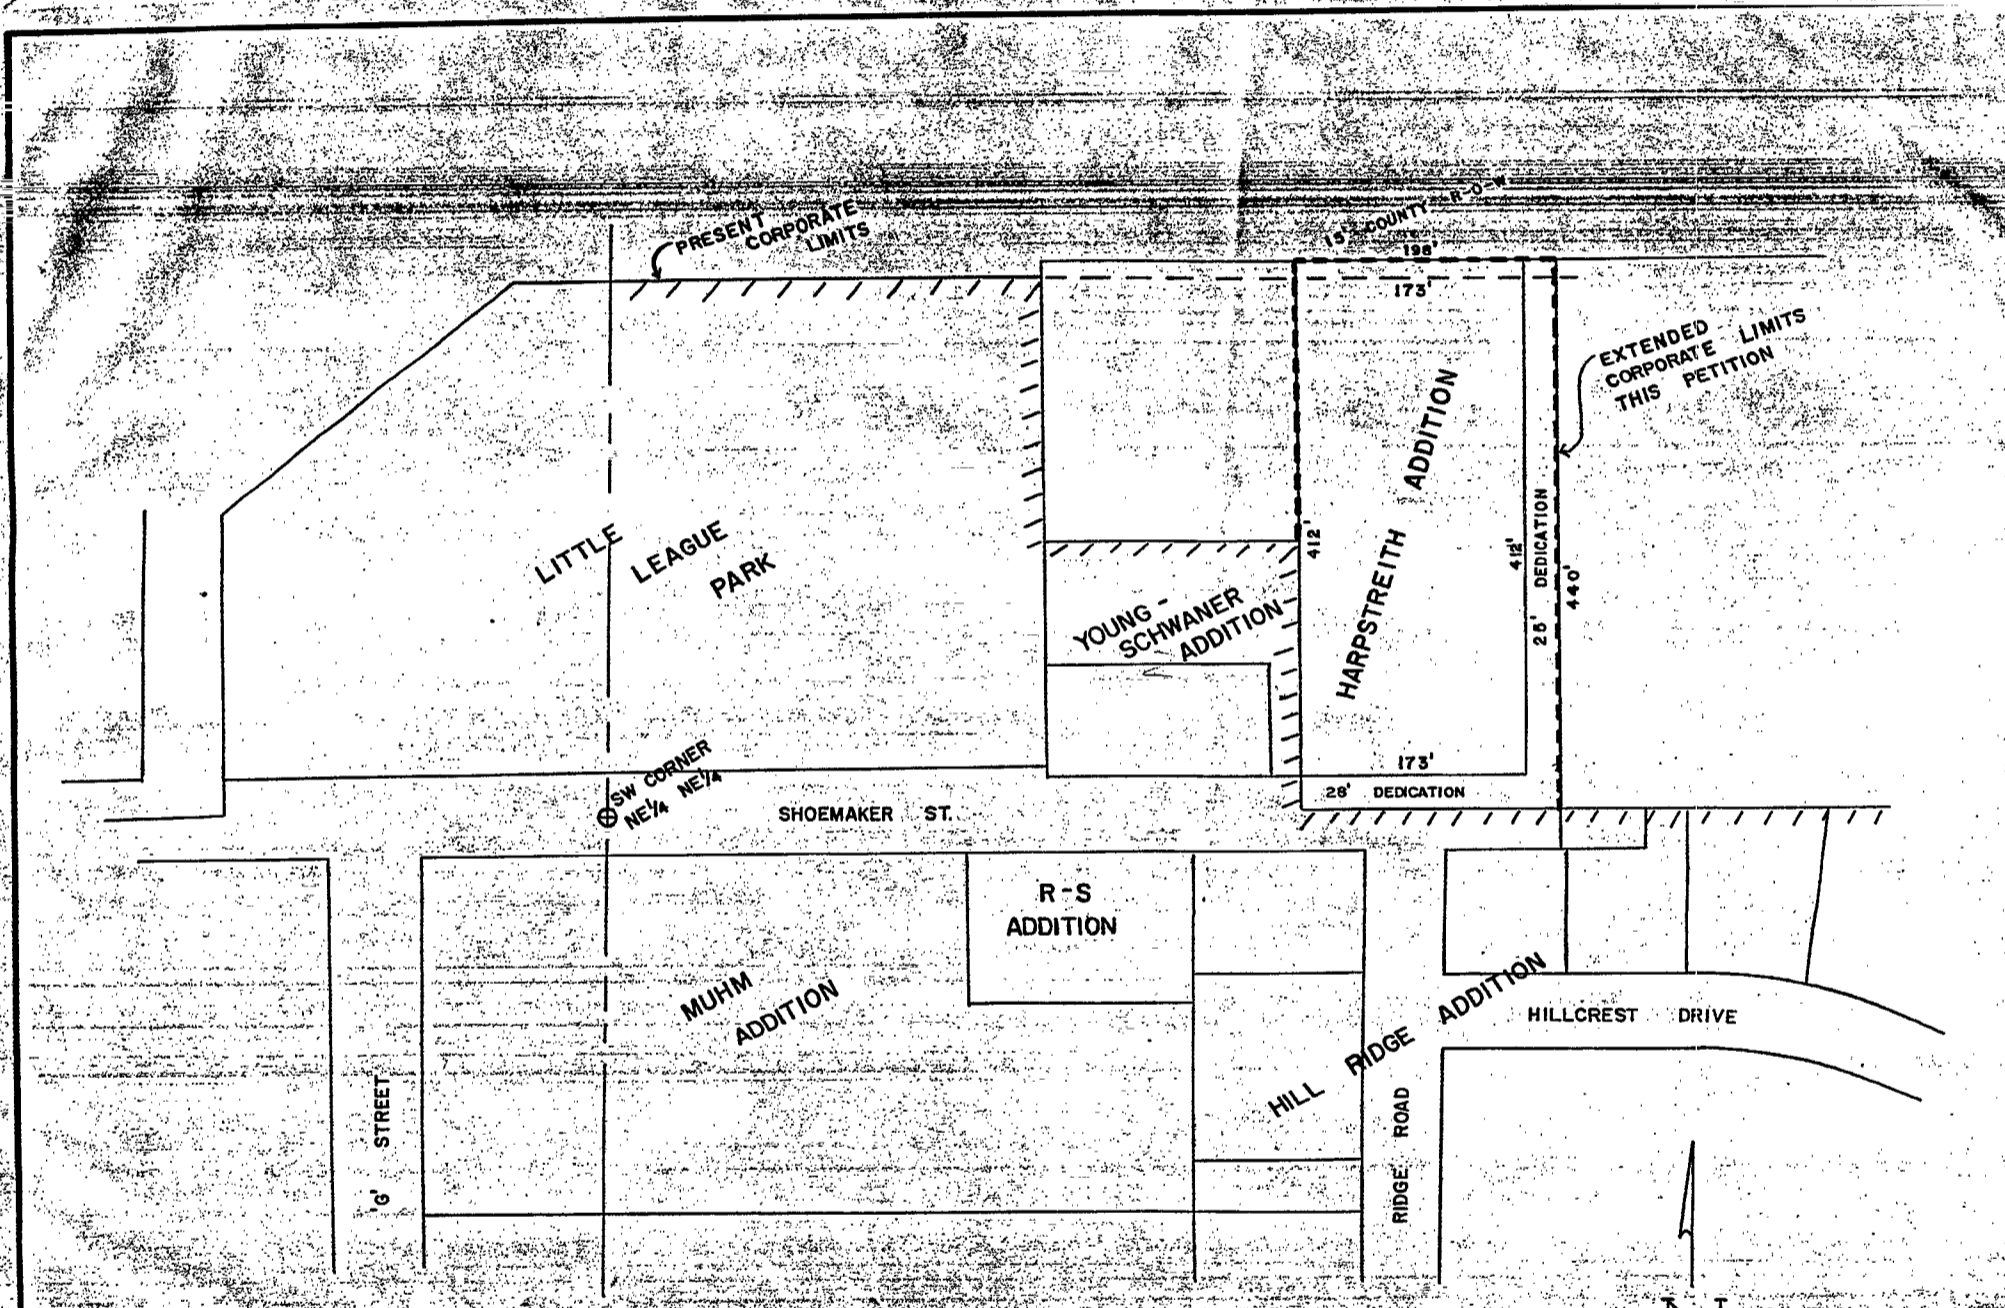 15' COUNTY R-O-W
198'
173'
PRESENT
CORPORATE
LIMITS
EXTENDED
CORPORATE LIMITS
THIS PETITION
LITTLE LEAGUE
PARK
YOUNG -
SCHWANER
ADDITION
HARPSTREITH ADDITION
412'
412'
25' DEDICATION
440'
173'
28' DEDICATION
SW CORNER
NE¼ NE¼
SHOEMAKER ST.
R-S
ADDITION
MUHM
ADDITION
HILL RIDGE ADDITION
HILLCREST DRIVE
'G' STREET
RIDGE ROAD